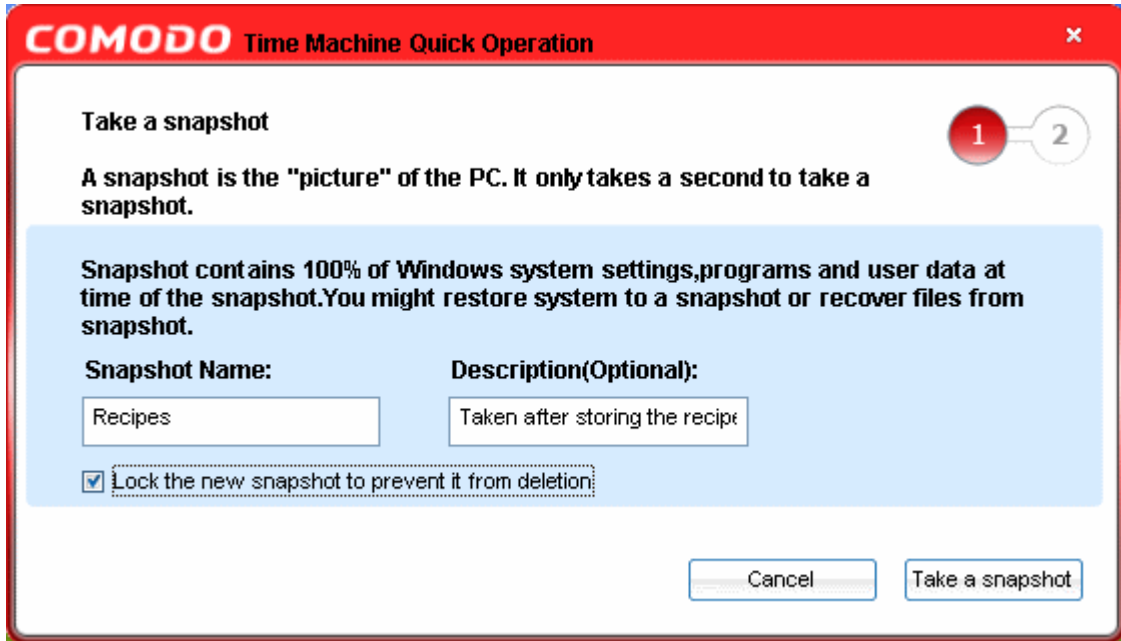 COMODO Time Machine Quick Operation
Take a snapshot
1 2
A snapshot is the "picture" of the PC. It only takes a second to take a
snapshot.
Snapshot contains 100% of Windows system settings,programs and user data at
time of the snapshot.You might restore system to a snapshot or recover files from
snapshot.
Snapshot Name: Description(Optional):
Recipes Taken after storing the recipe
Lock the new snapshot to prevent it from deletion
Cancel Take a snapshot